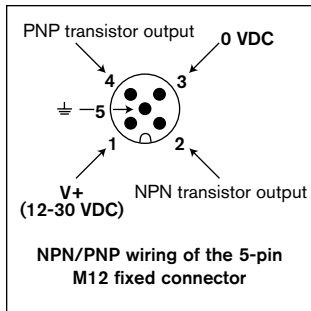 PNP transistor output
0 VDC
4
3
5
1
2
V+
(12-30 VDC)
NPN transistor output
NPN/PNP wiring of the 5-pin
M12 fixed connector